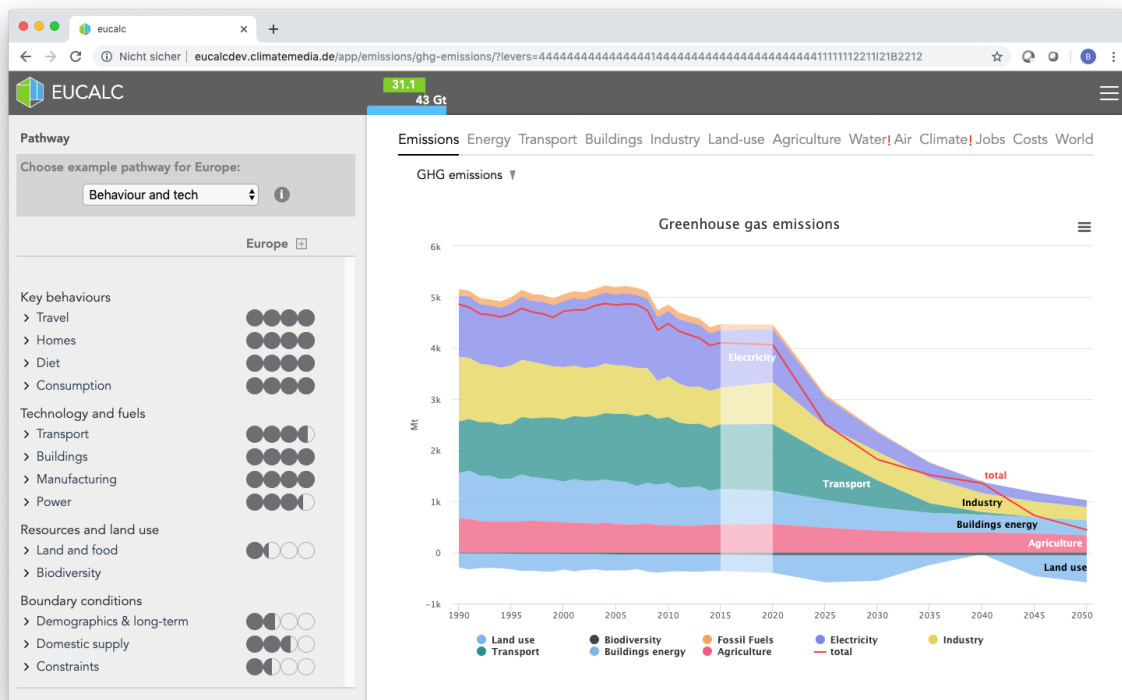 eucalc
Nicht sicher | eucalcdev.climatemedia.de/app/emissions/ghg-emissions/?levers=44444444444444441444444444444444444444444411111112211l21B2212
B
EUCALC
31.1
43 Gt
Pathway
Choose example pathway for Europe:
Behaviour and tech
Europe
Key behaviours
Travel
Homes
Diet
Consumption
Technology and fuels
Transport
Buildings
Manufacturing
Power
Resources and land use
Land and food
Biodiversity
Boundary conditions
Demographics & long-term
Domestic supply
Constraints
Emissions Energy Transport Buildings Industry Land-use Agriculture Water! Air Climate! Jobs Costs World
GHG emissions
Greenhouse gas emissions
6k
5k
4k
3k
2k
1k
0
-1k
Mt
Electricity
Transport
total
Industry
Buildings energy
Agriculture
Land use
1990 1995 2000 2005 2010 2015 2020 2025 2030 2035 2040 2045 2050
Land use Biodiversity Fossil Fuels Electricity Industry
Transport Buildings energy Agriculture total